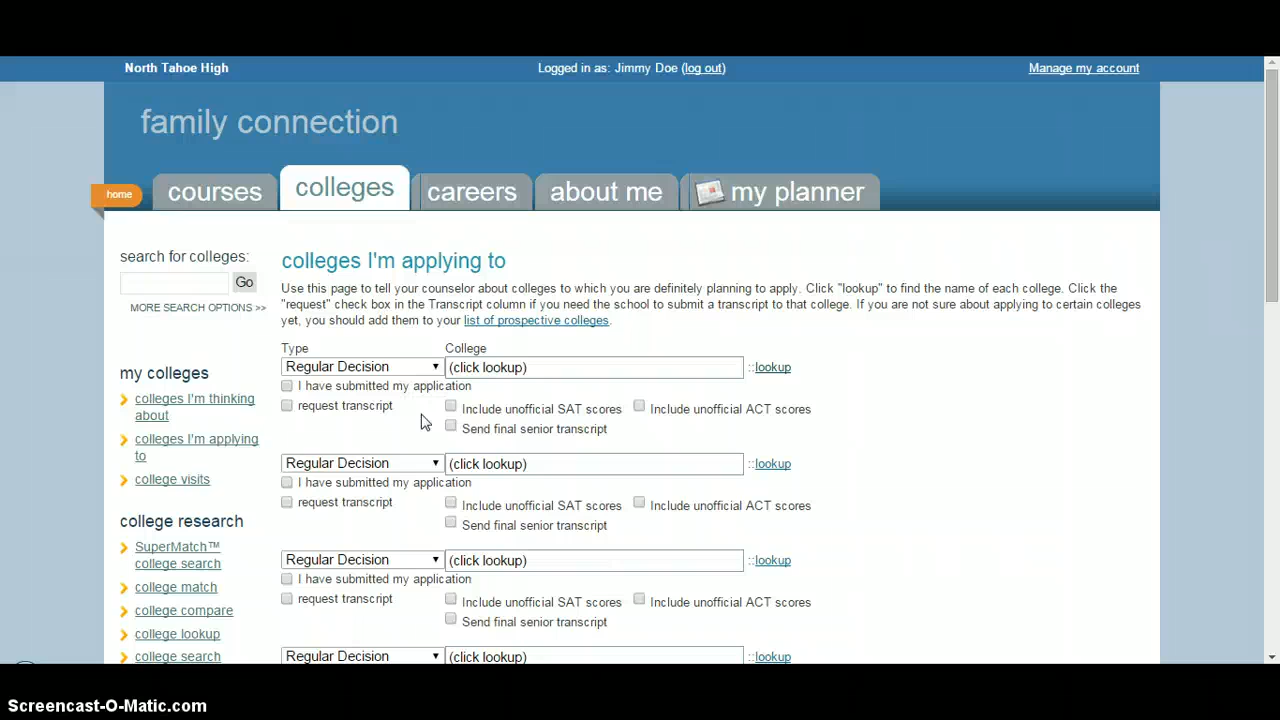 North Tahoe High
Logged in as: Jimmy Doe (log out)
Manage my account
family connection
home
courses
colleges
careers
about me
my planner
search for colleges:
Go
MORE SEARCH OPTIONS >>
my colleges
colleges I'm thinking
about
colleges I'm applying
to
college visits
college research
SuperMatch™
college search
college match
college compare
college lookup
college search
colleges I'm applying to
Use this page to tell your counselor about colleges to which you are definitely planning to apply. Click "lookup" to find the name of each college. Click the
"request" check box in the Transcript column if you need the school to submit a transcript to that college. If you are not sure about applying to certain colleges
yet, you should add them to your list of prospective colleges.
Type College
Regular Decision (click lookup) ::lookup
I have submitted my application
request transcript Include unofficial SAT scores Include unofficial ACT scores
Send final senior transcript
Regular Decision (click lookup) ::lookup
I have submitted my application
request transcript Include unofficial SAT scores Include unofficial ACT scores
Send final senior transcript
Regular Decision (click lookup) ::lookup
I have submitted my application
request transcript Include unofficial SAT scores Include unofficial ACT scores
Send final senior transcript
Regular Decision (click lookup) ::lookup
Screencast-O-Matic.com